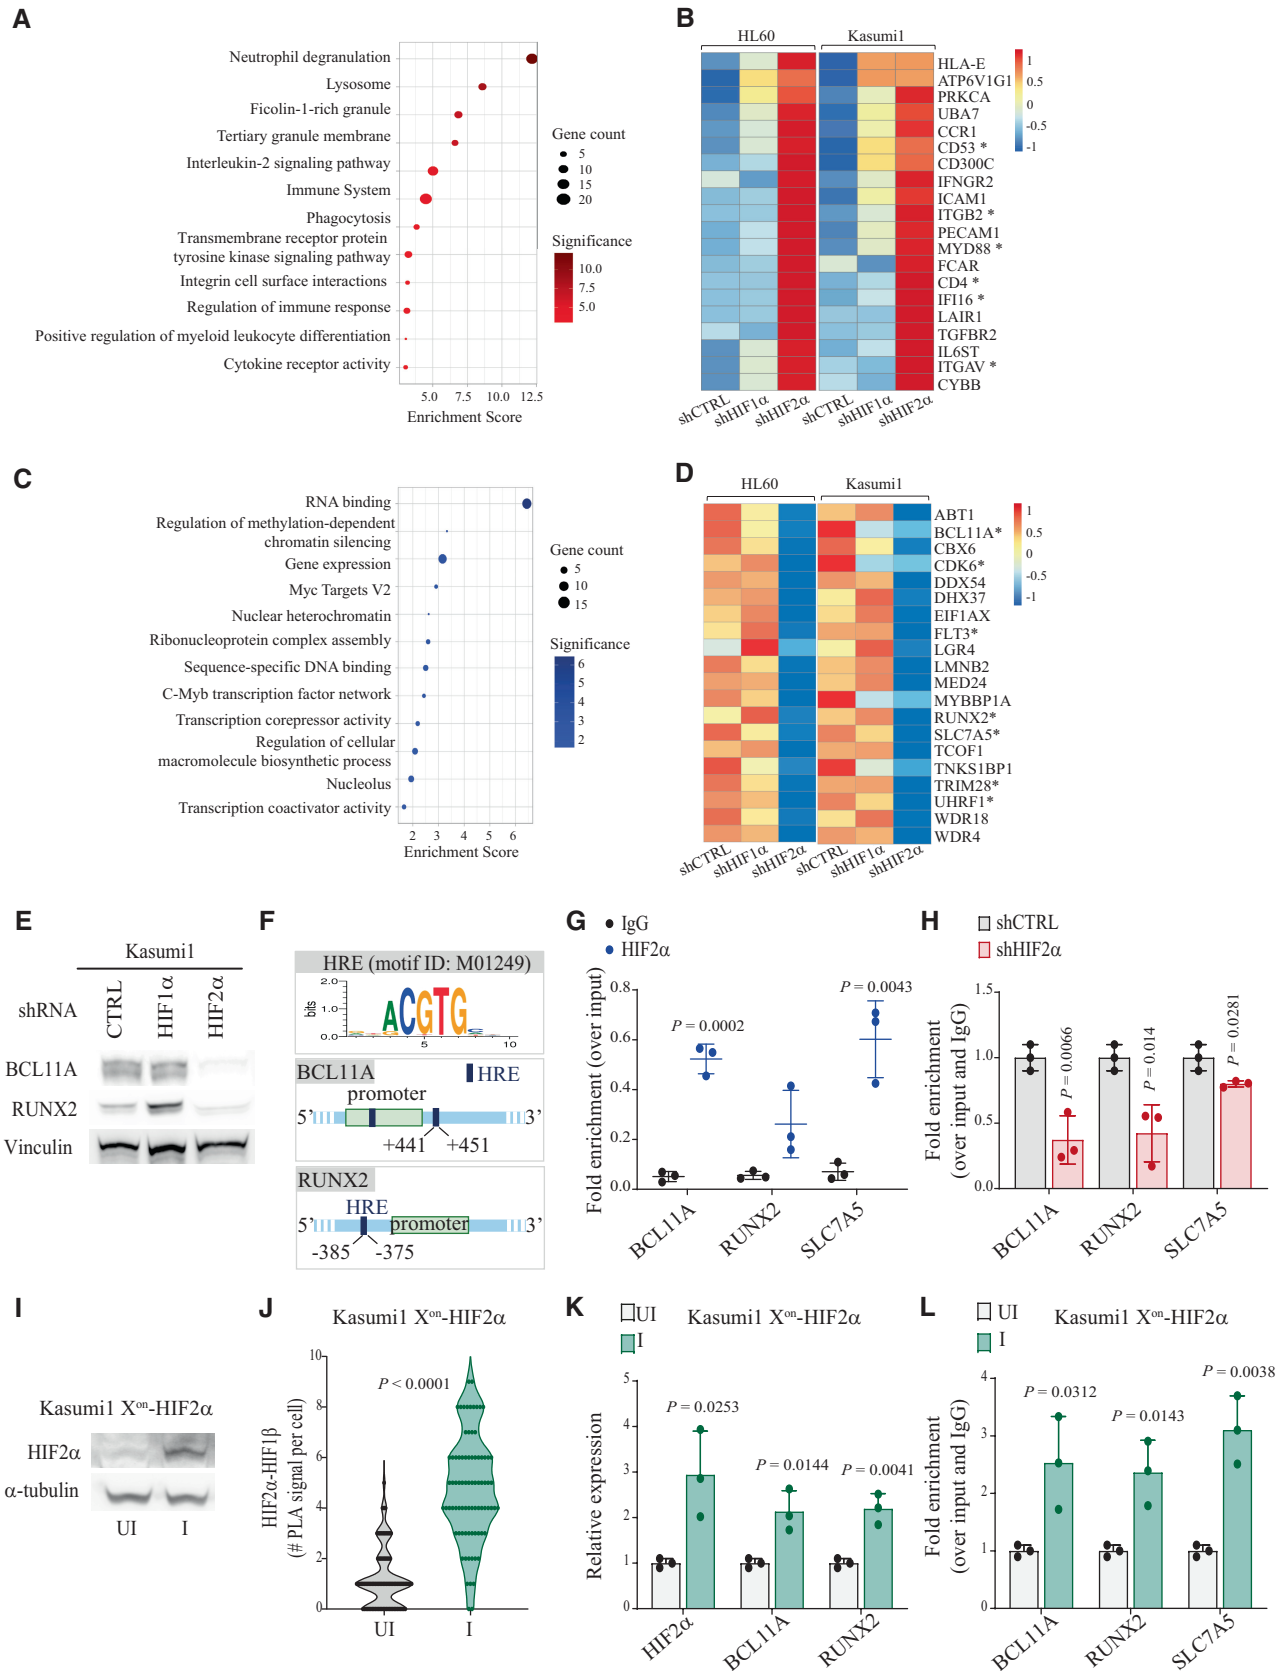 A
Neutrophil degranulation
Lysosome
Ficolin-1-rich granule
Tertiary granule membrane
Interleukin-2 signaling pathway
Immune System
Phagocytosis
Transmembrane receptor protein
tyrosine kinase signaling pathway
Integrin cell surface interactions
Regulation of immune response
Positive regulation of myeloid leukocyte differentiation
Cytokine receptor activity
5.0 7.5 10.0 12.5
Enrichment Score
Gene count
5
10
15
20
Significance
10.0
7.5
5.0
B
HL60 Kasumi1
HLA-E
ATP6V1G1
PRKCA
UBA7
CCR1
CD53 *
CD300C
IFNGR2
ICAM1
ITGB2 *
PECAM1
MYD88 *
FCAR
CD4 *
IFI16 *
LAIR1
TGFBR2
IL6ST
ITGAV *
CYBB
shCTRL shHIF1α shHIF2α shCTRL shHIF1α shHIF2α
1
0.5
0
-0.5
-1
C
RNA binding
Regulation of methylation-dependent
chromatin silencing
Gene expression
Myc Targets V2
Nuclear heterochromatin
Ribonucleoprotein complex assembly
Sequence-specific DNA binding
C-Myb transcription factor network
Transcription corepressor activity
Regulation of cellular
macromolecule biosynthetic process
Nucleolus
Transcription coactivator activity
2 3 4 5 6
Enrichment Score
Gene count
5
10
15
Significance
6
5
4
3
2
D
HL60 Kasumi1
ABT1
BCL11A*
CBX6
CDK6*
DDX54
DHX37
EIF1AX
FLT3*
LGR4
LMNB2
MED24
MYBBP1A
RUNX2*
SLC7A5*
TCOF1
TNKS1BP1
TRIM28*
UHRF1*
WDR18
WDR4
shCTRL shHIF1α shHIF2α shCTRL shHIF1α shHIF2α
1
0.5
0
-0.5
-1
E
Kasumi1
shRNA CTRL HIF1α HIF2α
BCL11A
RUNX2
Vinculin
F
HRE (motif ID: M01249)
bits
2.0
1.0
0.0
ACGTG
5 10
BCL11A
HRE
promoter
5' 3'
+441 +451
RUNX2
HRE
5' promoter 3'
-385 -375
G
IgG
HIF2α
Fold enrichment (over input)
0.8
0.6
0.4
0.2
0.0
P = 0.0002
P = 0.0043
BCL11A RUNX2 SLC7A5
H
shCTRL
shHIF2α
Fold enrichment
(over input and IgG)
1.5
1.0
0.5
0.0
P = 0.0066
P = 0.014
P = 0.0281
BCL11A RUNX2 SLC7A5
I
Kasumi1 Xon-HIF2α
HIF2α
α-tubulin
UI I
J
Kasumi1 Xon-HIF2α
HIF2α-HIF1β
(# PLA signal per cell)
10
8
6
4
2
0
P < 0.0001
UI I
K
UI
I
Kasumi1 Xon-HIF2α
Relative expression
5
4
3
2
1
0
P = 0.0253
P = 0.0144
P = 0.0041
HIF2α BCL11A RUNX2
L
UI
I
Kasumi1 Xon-HIF2α
Fold enrichment
(over input and IgG)
4
3
2
1
0
P = 0.0312
P = 0.0143
P = 0.0038
BCL11A RUNX2 SLC7A5